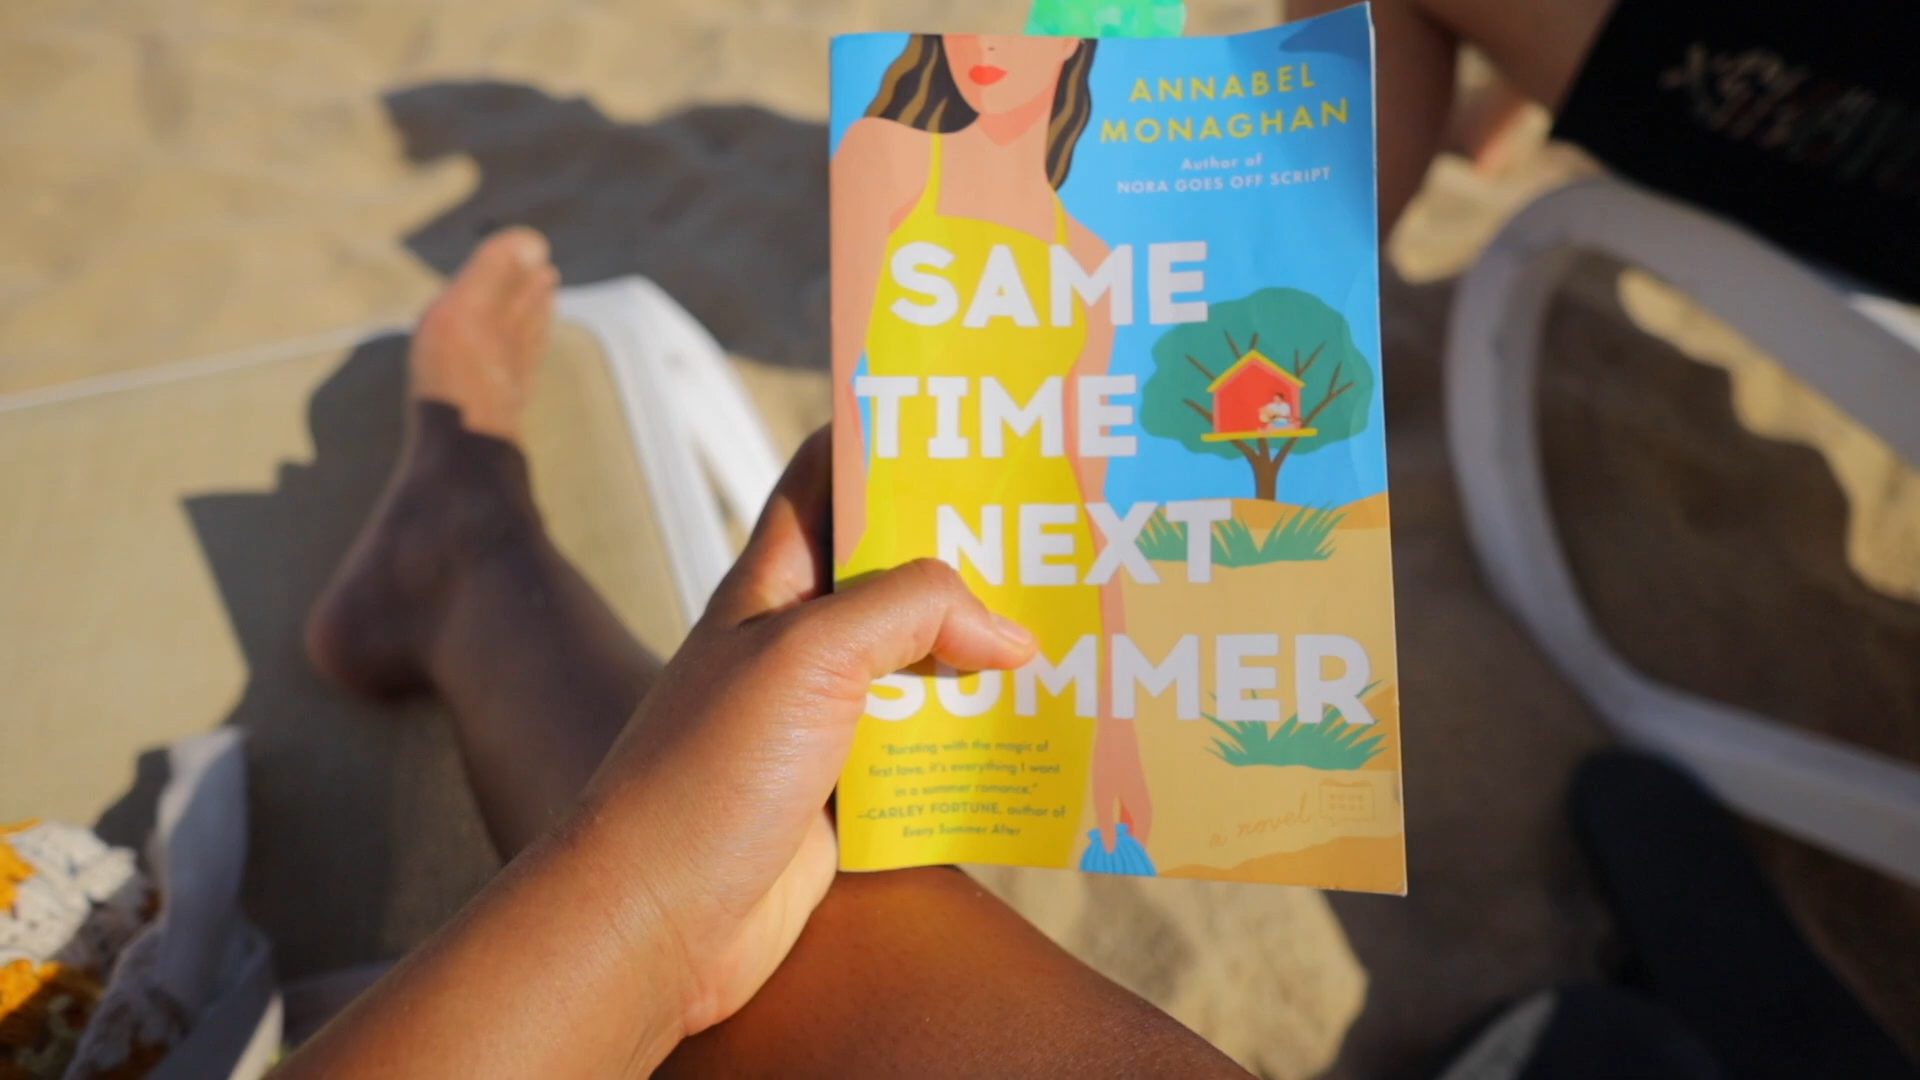 ANNABEL
MONAGHAN
Author of
NORA GOES OFF SCRIPT
SAME
TIME
NEXT
SUMMER
"Bursting with the magic of
first love, it's everything I want
in a summer romance."
—CARLEY FORTUNE, author of
Every Summer After
a novel